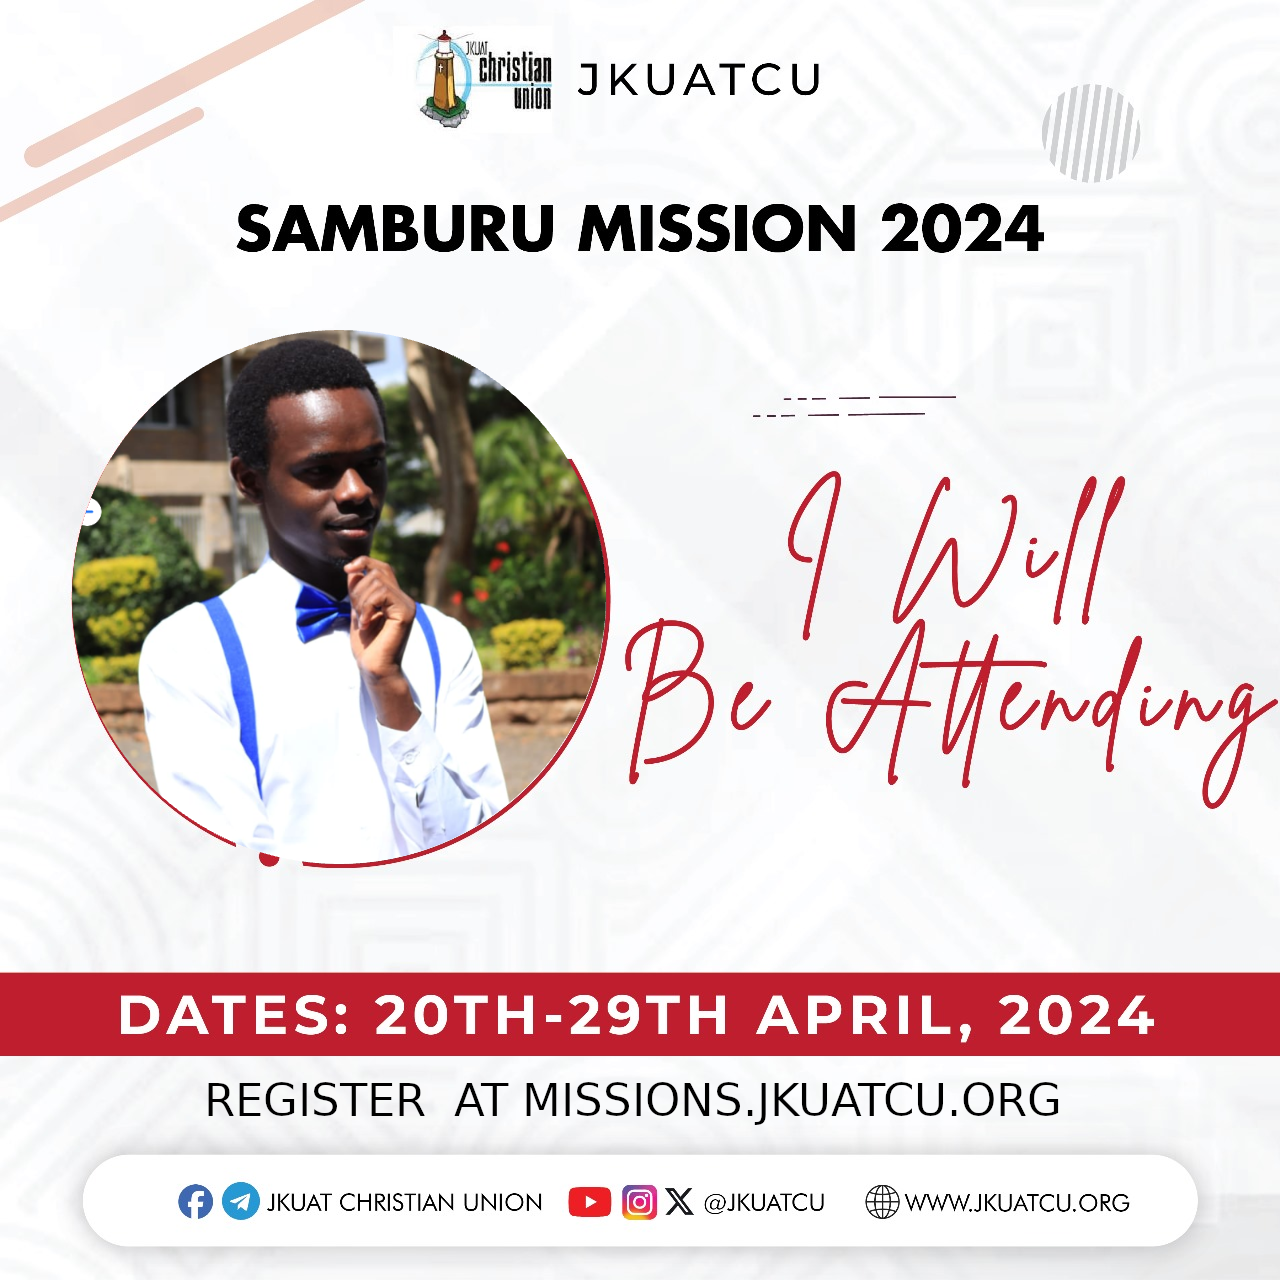 JKUAT
christian
union
JKUATCU
SAMBURU MISSION 2024
I Will
Be Attending
DATES: 20TH-29TH APRIL, 2024
REGISTER  AT MISSIONS.JKUATCU.ORG
JKUAT CHRISTIAN UNION @JKUATCU WWW.JKUATCU.ORG